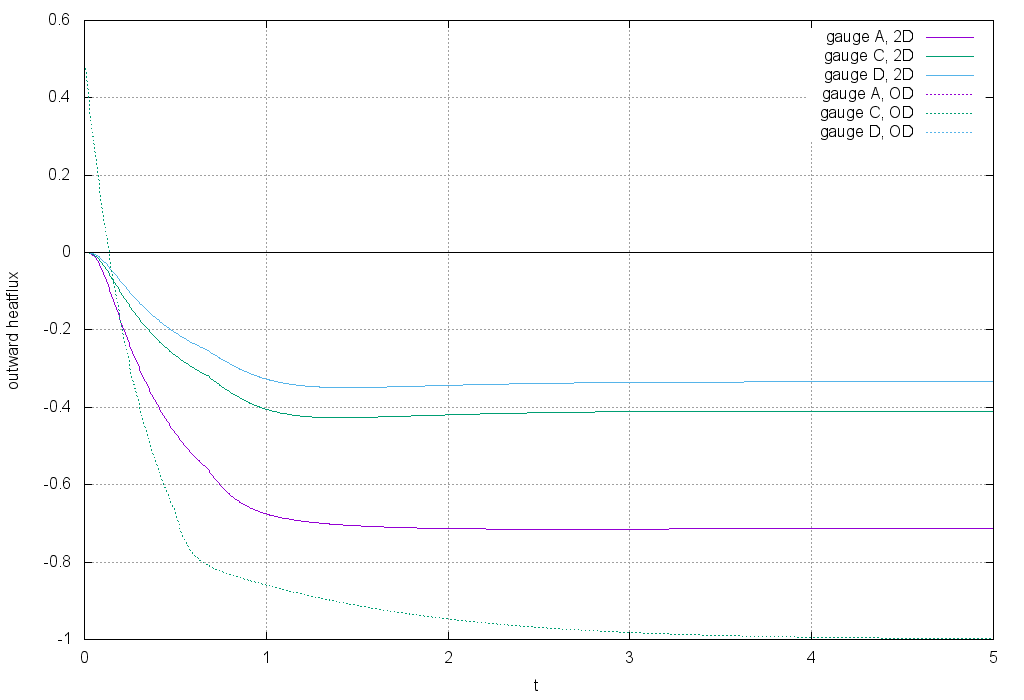 0.6
0.4
0.2
0
-0.2
-0.4
-0.6
-0.8
-1
0
1
2
3
4
5
outward heatflux
t
gauge A, 2D
gauge C, 2D
gauge D, 2D
gauge A, OD
gauge C, OD
gauge D, OD